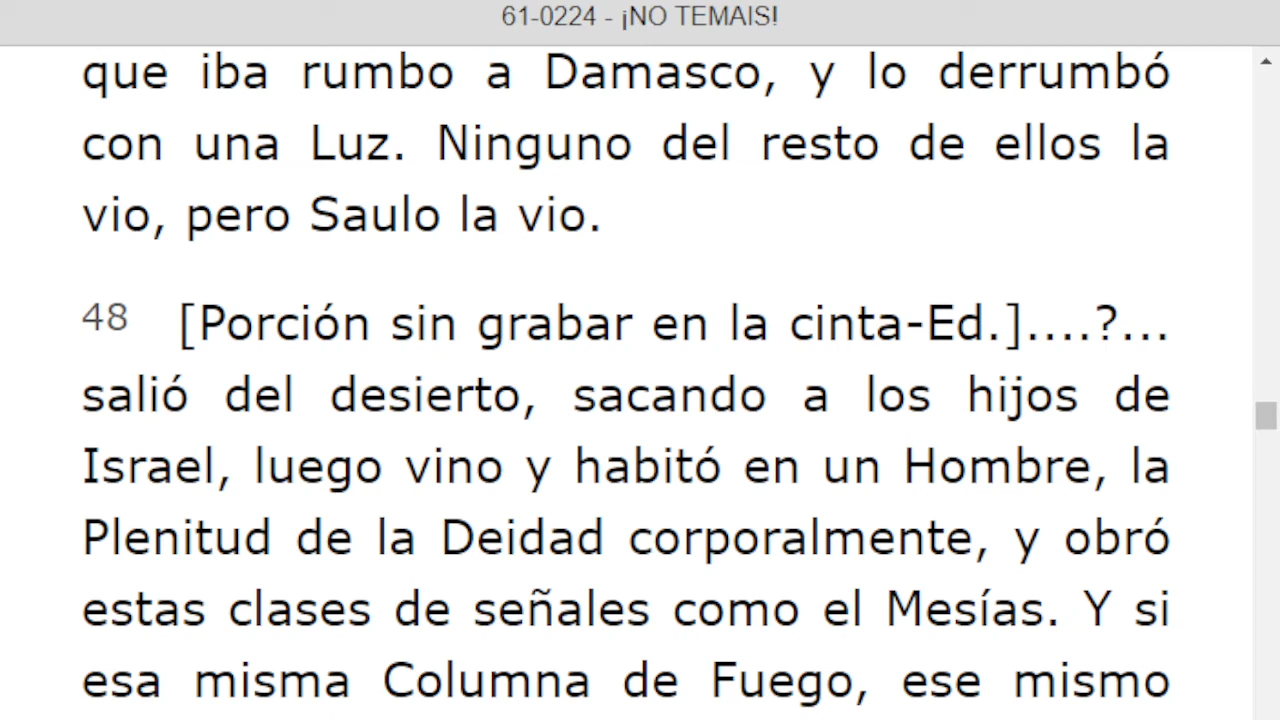 61-0224 - ¡NO TEMAIS!
que iba rumbo a Damasco, y lo derrumbó
con una Luz. Ninguno del resto de ellos la
vio, pero Saulo la vio.
48 [Porción sin grabar en la cinta-Ed.]....?...
salió del desierto, sacando a los hijos de
Israel, luego vino y habitó en un Hombre, la
Plenitud de la Deidad corporalmente, y obró
estas clases de señales como el Mesías. Y si
esa misma Columna de Fuego, ese mismo